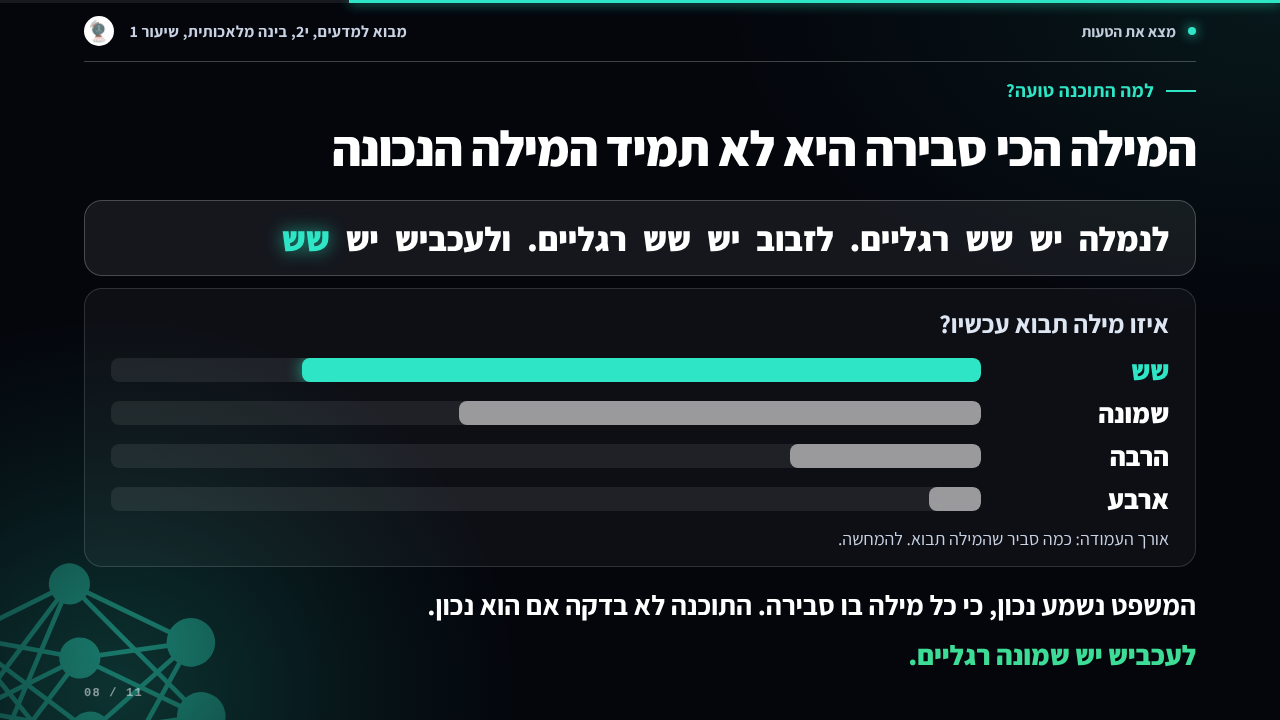 מצא את הטעות
מבוא למדעים, י2, בינה מלאכותית, שיעור 1
למה התוכנה טועה?
המילה הכי סבירה היא לא תמיד המילה הנכונה
לנמלה יש שש רגליים. לזבוב יש שש רגליים. ולעכביש יש שש
איזו מילה תבוא עכשיו?
שש
שמונה
הרבה
ארבע
אורך העמודה: כמה סביר שהמילה תבוא. להמחשה.
המשפט נשמע נכון, כי כל מילה בו סבירה. התוכנה לא בדקה אם הוא נכון.
לעכביש יש שמונה רגליים.
08 / 11